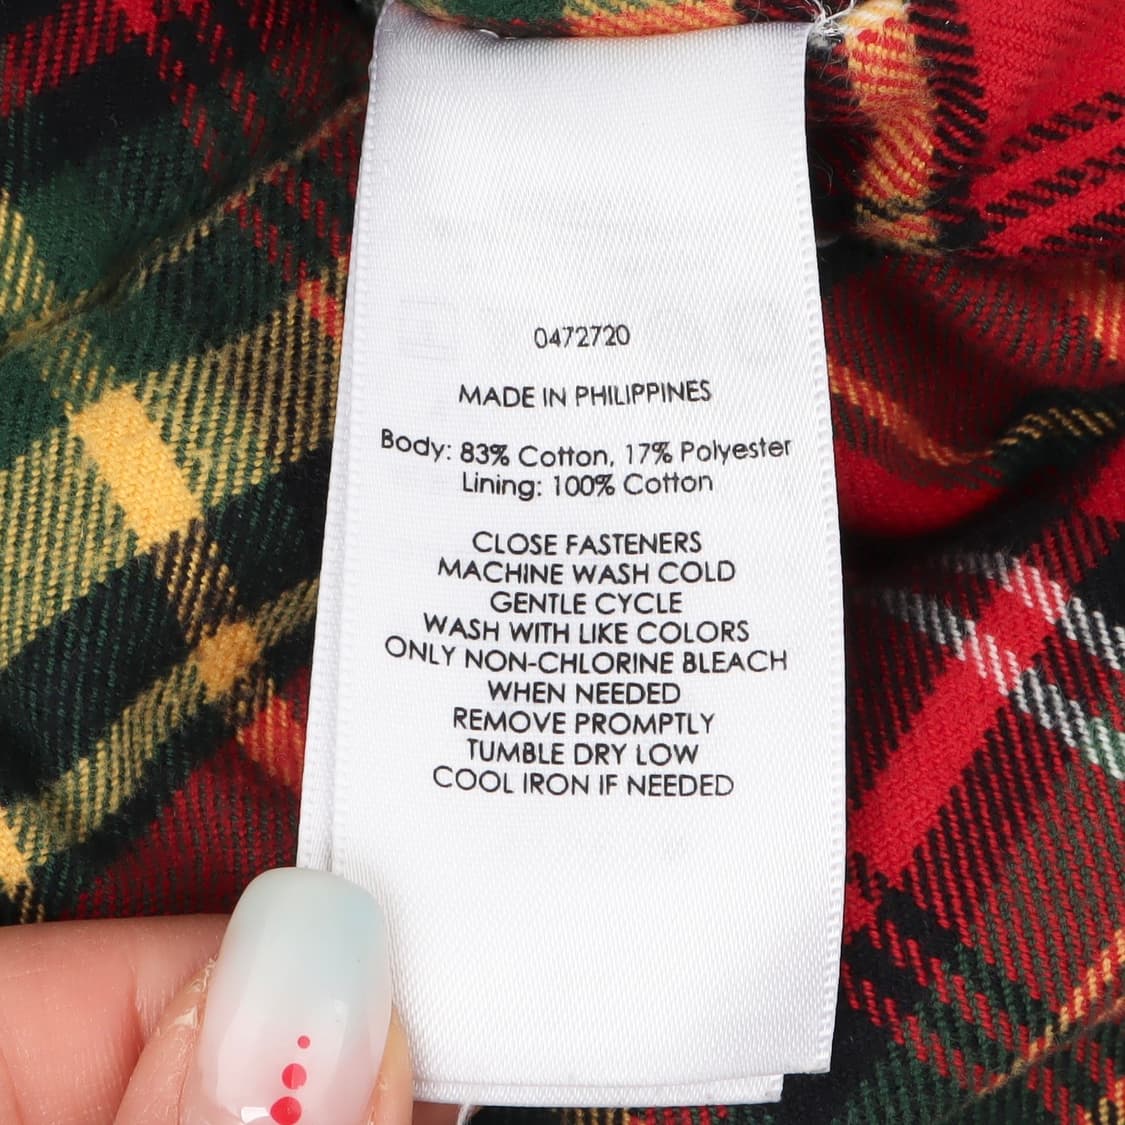 0472720
MADE IN PHILIPPINES
Body: 83% Cotton, 17% Polyester
Lining: 100% Cotton
CLOSE FASTENERS
MACHINE WASH COLD
GENTLE CYCLE
WASH WITH LIKE COLORS
ONLY NON-CHLORINE BLEACH
WHEN NEEDED
REMOVE PROMPTLY
TUMBLE DRY LOW
COOL IRON IF NEEDED